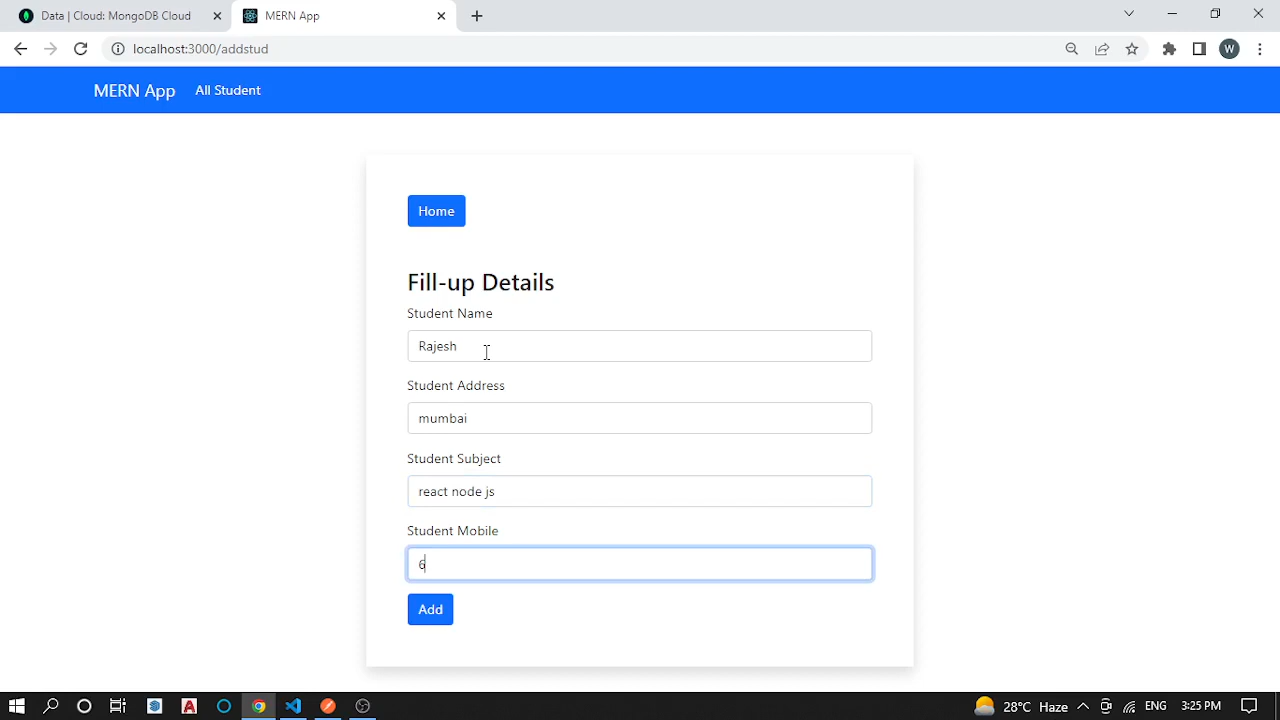 Data | Cloud: MongoDB Cloud
MERN App
localhost:3000/addstud
W
MERN App
All Student
Home
Fill-up Details
Student Name
Rajesh
Student Address
mumbai
Student Subject
react node js
Student Mobile
6
Add
28°C Haze
ENG
3:25 PM